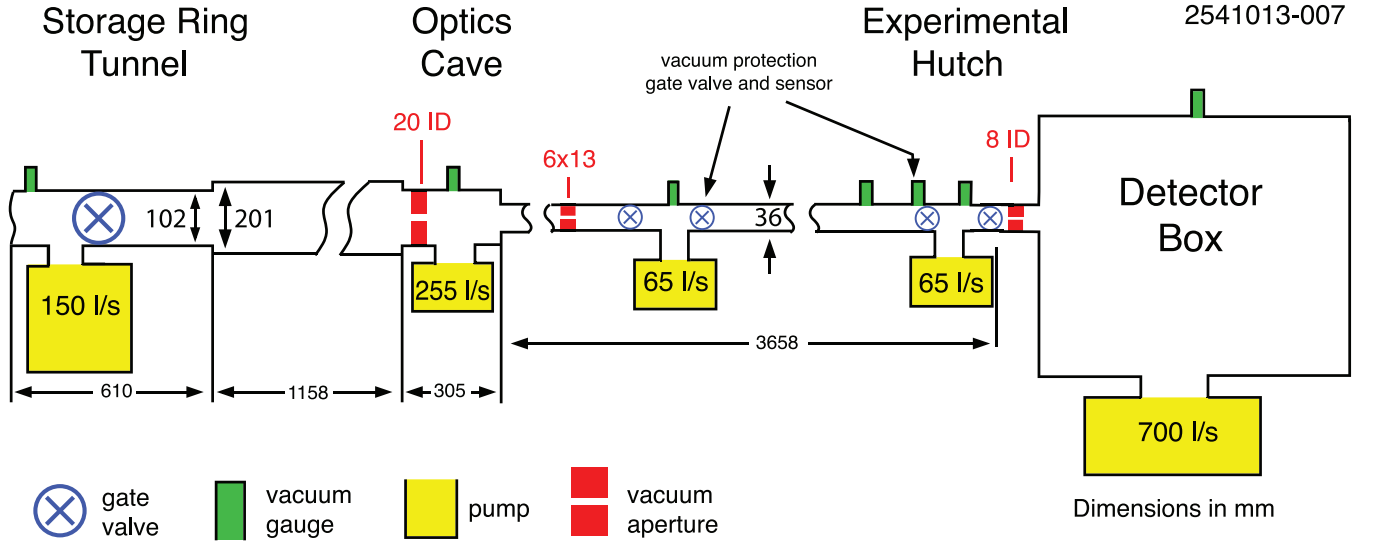 Storage Ring
Tunnel
Optics
Cave
Experimental
Hutch
2541013-007
vacuum protection
gate valve and sensor
20 ID
6x13
8 ID
102
201
36
Detector
Box
150 l/s
255 l/s
65 l/s
65 l/s
3658
610
1158
305
700 l/s
gate
valve
vacuum
gauge
pump
vacuum
aperture
Dimensions in mm